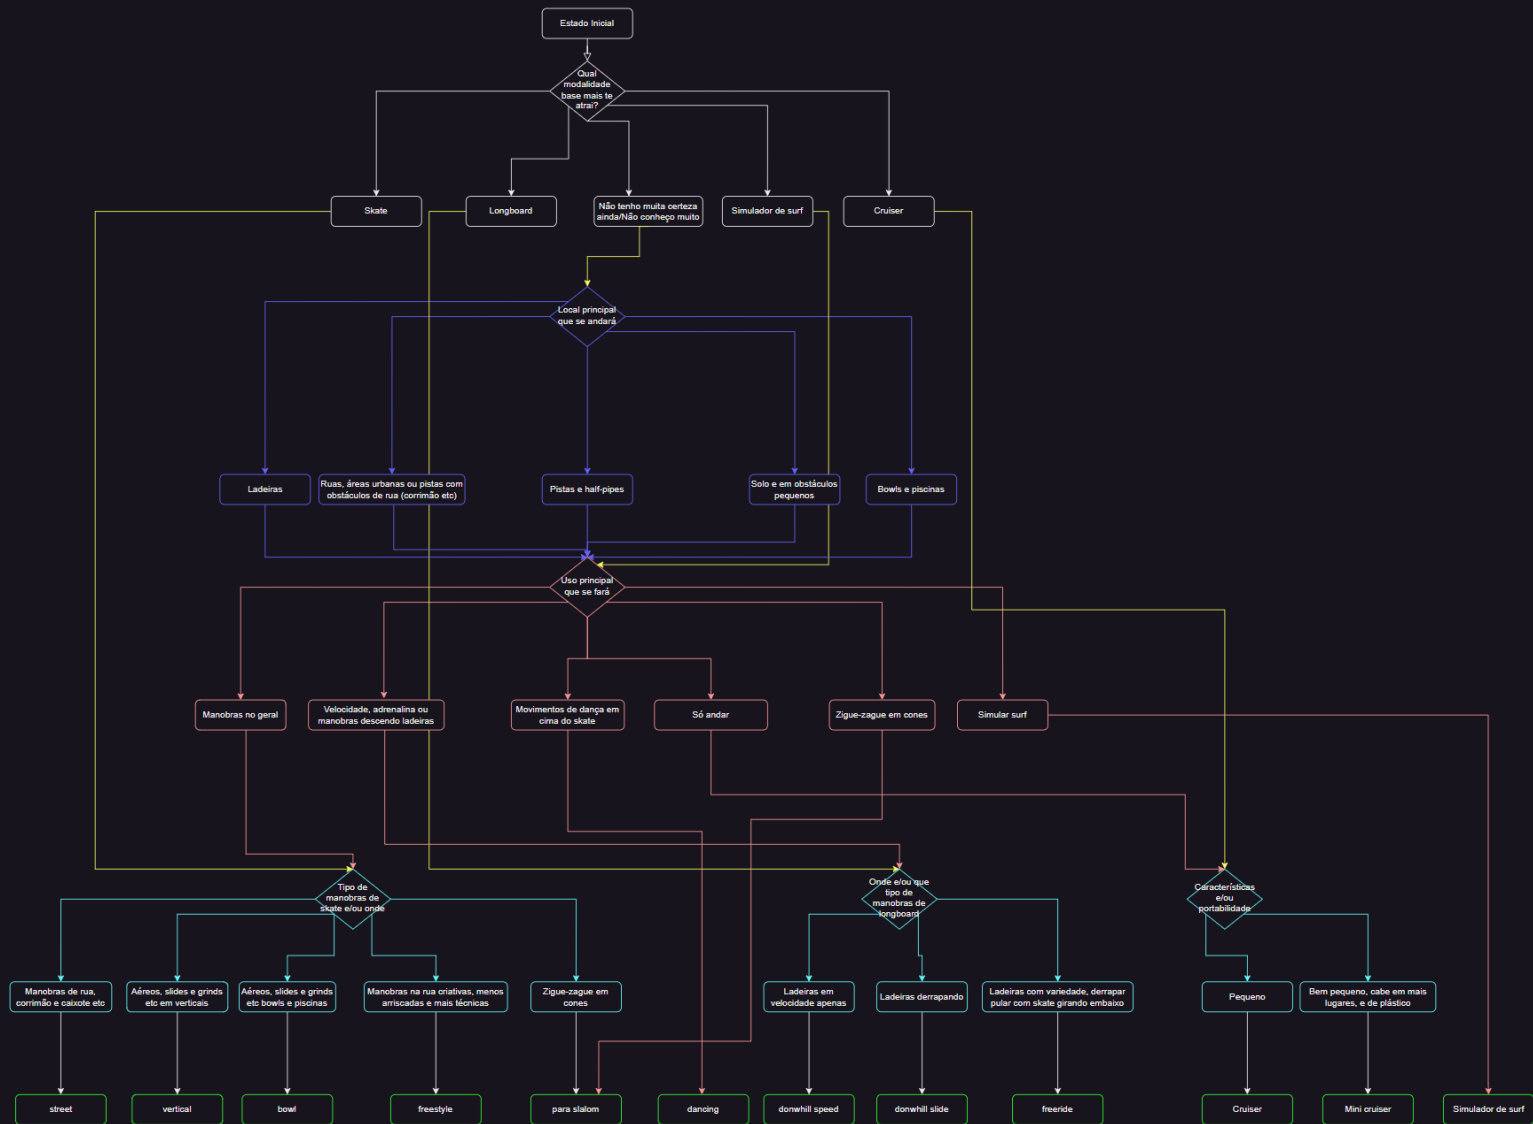 Estado Inicial
Qual
modalidade
base mais te
atrai?
Skate
Longboard
Não tenho muita certeza
ainda/Não conheço muito
Simulador de surf
Cruiser
Local principal
que se andará
Ladeiras
Ruas, áreas urbanas ou pistas com
obstáculos de rua (corrimão etc)
Pistas e half-pipes
Solo e em obstáculos
pequenos
Bowls e piscinas
Uso principal
que se fará
Manobras no geral
Velocidade, adrenalina ou
manobras descendo ladeiras
Movimentos de dança em
cima do skate
Só andar
Zigue-zague em cones
Simular surf
Tipo de
manobras de
skate e/ou onde
Onde e/ou que
tipo de
manobras de
longboard
Características
e/ou
portabilidade
Manobras de rua,
corrimão e caixote etc
Aéreos, slides e grinds
etc em verticais
Aéreos, slides e grinds
etc bowls e piscinas
Manobras na rua criativas, menos
arriscadas e mais técnicas
Zigue-zague em
cones
Ladeiras em
velocidade apenas
Ladeiras derrapando
Ladeiras com variedade, derrapar
pular com skate girando embaixo
Pequeno
Bem pequeno, cabe em mais
lugares, e de plástico
street
vertical
bowl
freestyle
para slalom
dancing
donwhill speed
donwhill slide
freeride
Cruiser
Mini cruiser
Simulador de surf